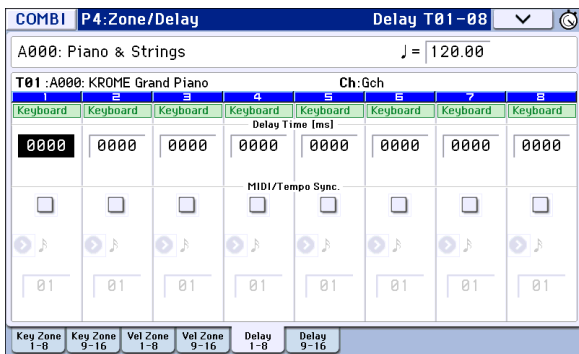 COMBI P4:Zone/Delay Delay T01-08
A000: Piano & Strings ♩= 120.00
T01 :A000: KROME Grand Piano Ch:Gch
1 2 3 4 5 6 7 8
Keyboard Keyboard Keyboard Keyboard Keyboard Keyboard Keyboard Keyboard
Delay Time [ms]
0000 0000 0000 0000 0000 0000 0000 0000
MIDI/Tempo Sync.
01 01 01 01 01 01 01 01
Key Zone 1-8 Key Zone 9-16 Vel Zone 1-8 Vel Zone 9-16 Delay 1-8 Delay 9-16